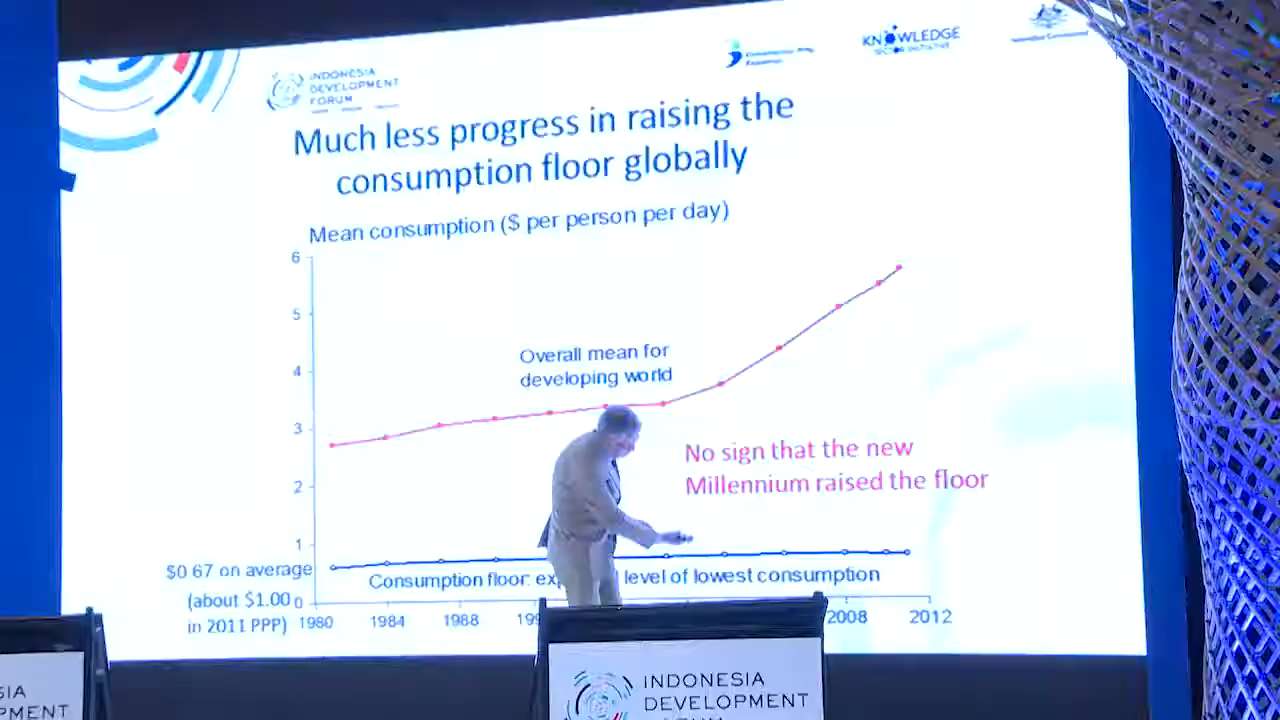 INDONESIA
DEVELOPMENT
FORUM
KNOWLEDGE
SECTOR INITIATIVE
Much less progress in raising the
consumption floor globally
Mean consumption ($ per person per day)
6
5
4
3
2
1
0
Overall mean for
developing world
No sign that the new
Millennium raised the floor
$0 67 on average
(about $1.00
in 2011 PPP)
Consumption floor: level of lowest consumption
1980 1984 1988 2008 2012
INDONESIA
DEVELOPMENT
FORUM